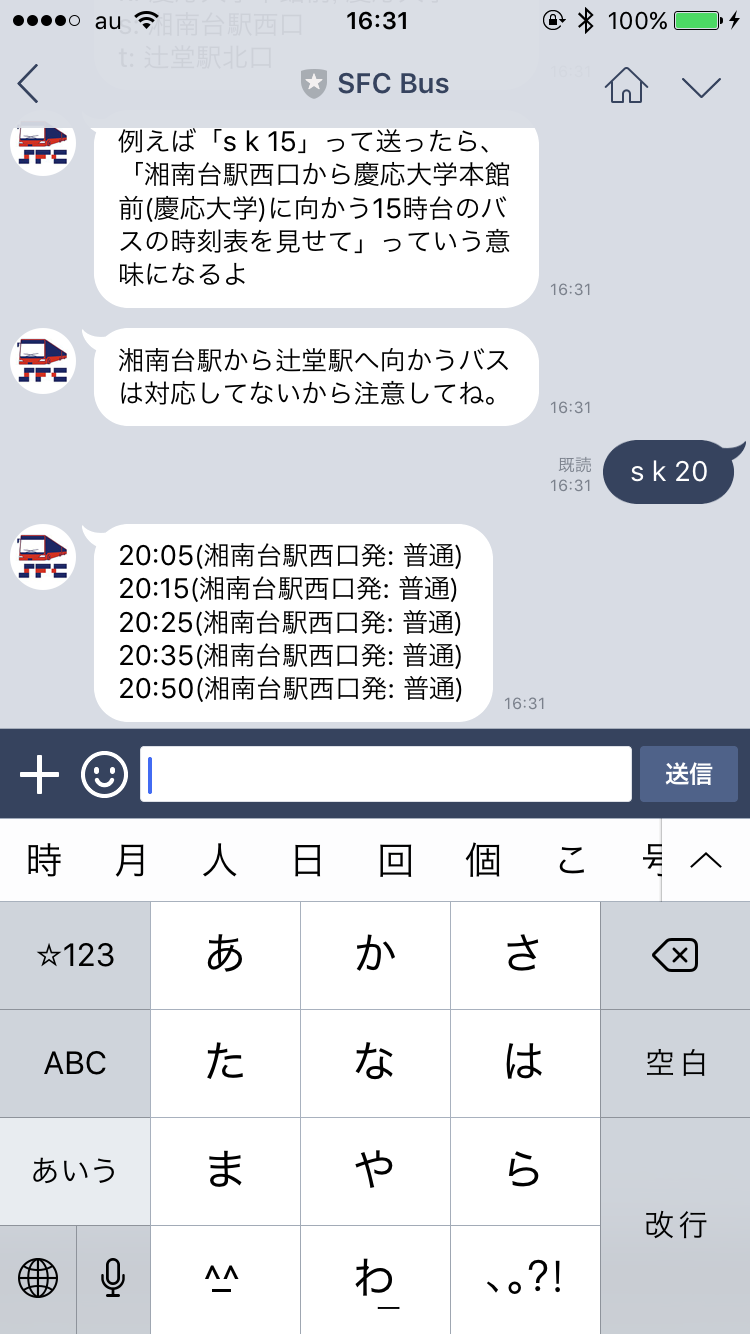 au 16:31 100%
s: 湘南台駅西口
t: 辻堂駅北口
16:31
SFC Bus
SFC
例えば「s k 15」って送ったら、
「湘南台駅西口から慶応大学本館
前(慶応大学)に向かう15時台のバ
スの時刻表を見せて」っていう意
味になるよ
16:31
SFC
湘南台駅から辻堂駅へ向かうバス
は対応してないから注意してね。
16:31
既読
16:31
s k 20
SFC
20:05(湘南台駅西口発: 普通)
20:15(湘南台駅西口発: 普通)
20:25(湘南台駅西口発: 普通)
20:35(湘南台駅西口発: 普通)
20:50(湘南台駅西口発: 普通)
16:31
送信
時 月 人 日 回 個 こ 号
☆123 あ か さ
ABC た な は 空白
あいう ま や ら 改行
^^ わ 、。?!